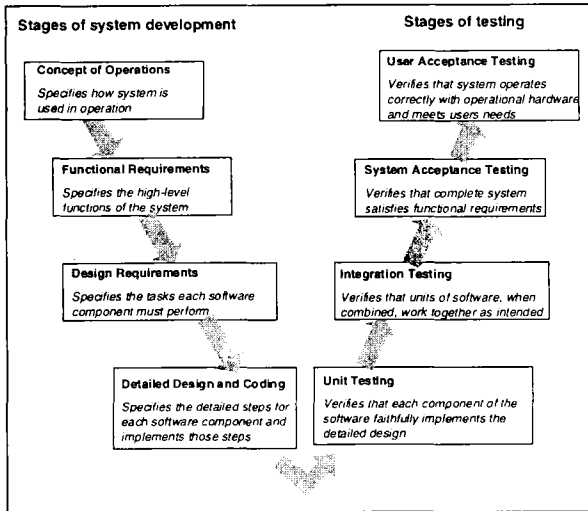 Stages of system development
Stages of testing
Concept of Operations
Specifies how system is
used in operation
Functional Requirements
Specifies the high-level
functions of the system
Design Requirements
Specifies the tasks each software
component must perform
Detailed Design and Coding
Specifies the detailed steps for
each software component and
implements those steps
User Acceptance Testing
Verifies that system operates
correctly with operational hardware
and meets users needs
System Acceptance Testing
Verifies that complete system
satisfies functional requirements
Integration Testing
Verifies that units of software, when
combined, work together as intended
Unit Testing
Verifies that each component of the
software faithfully implements the
detailed design